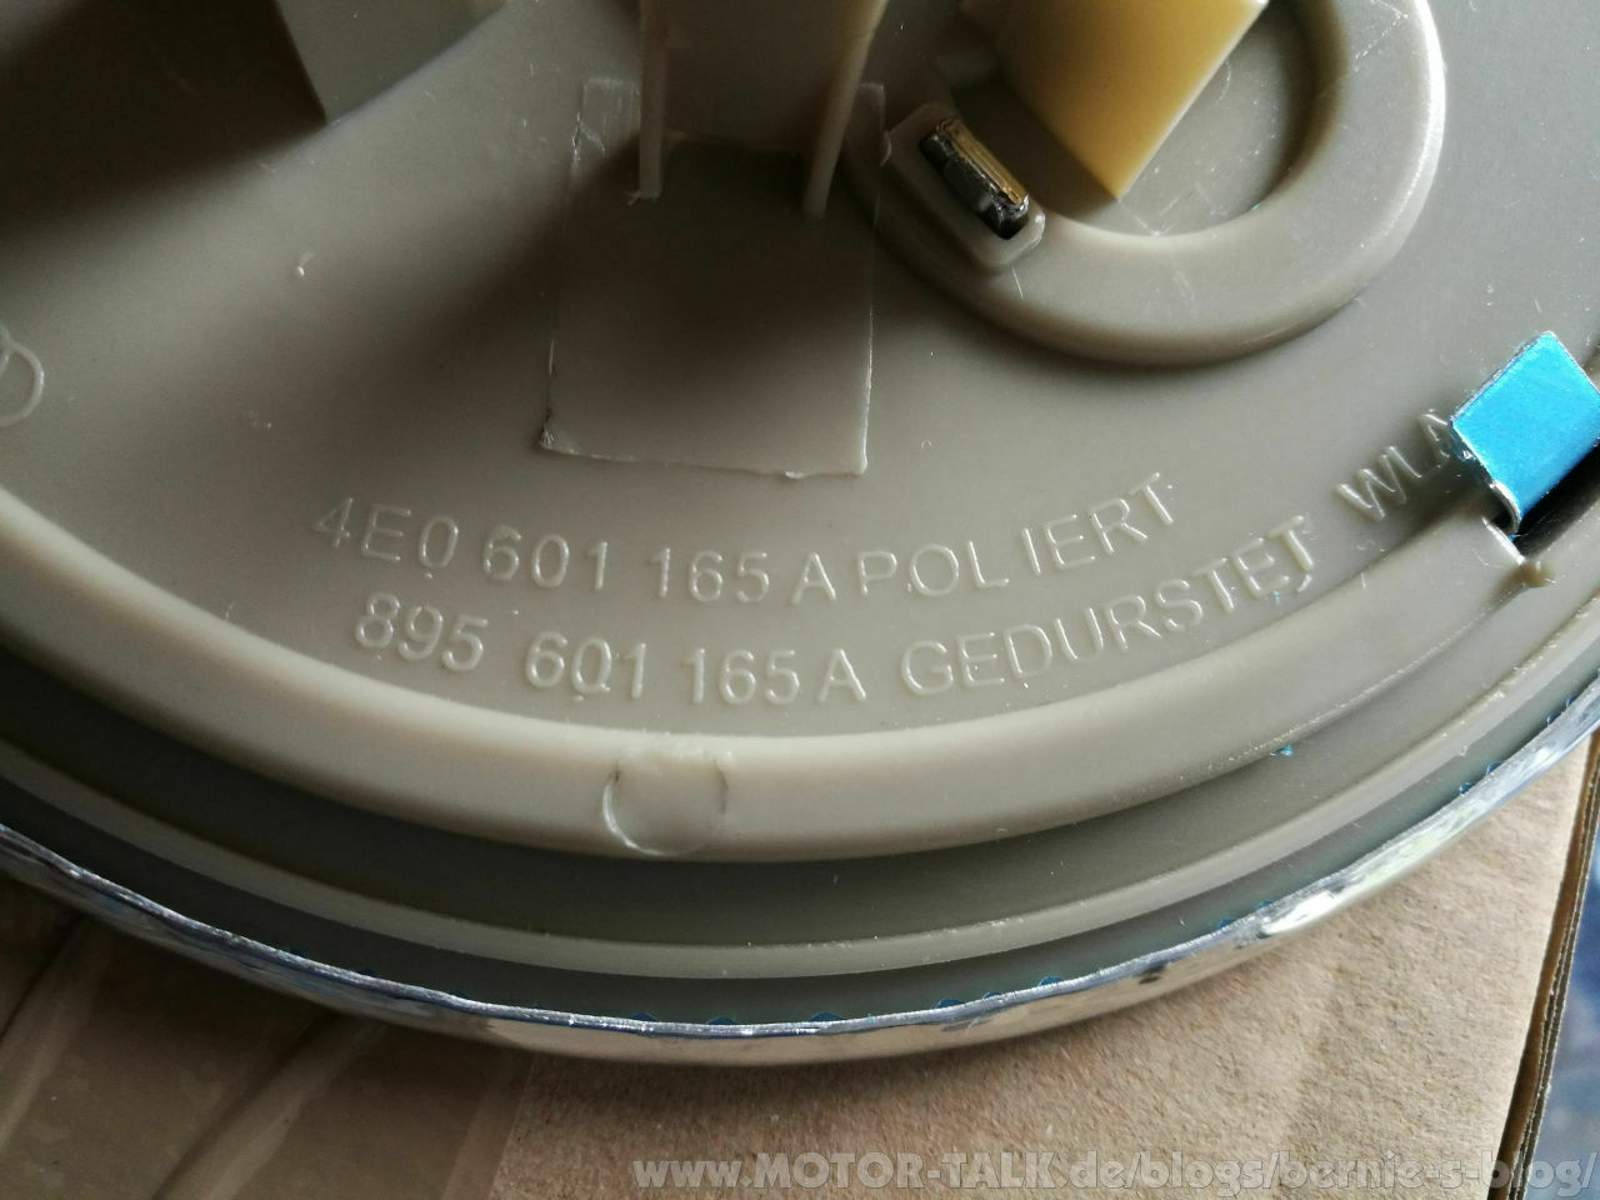 4E0 601 165 A POLIERT
895 601 165 A GEDURSTET
www.MOTOR-TALK.de/blogs/bernie-s-blog/